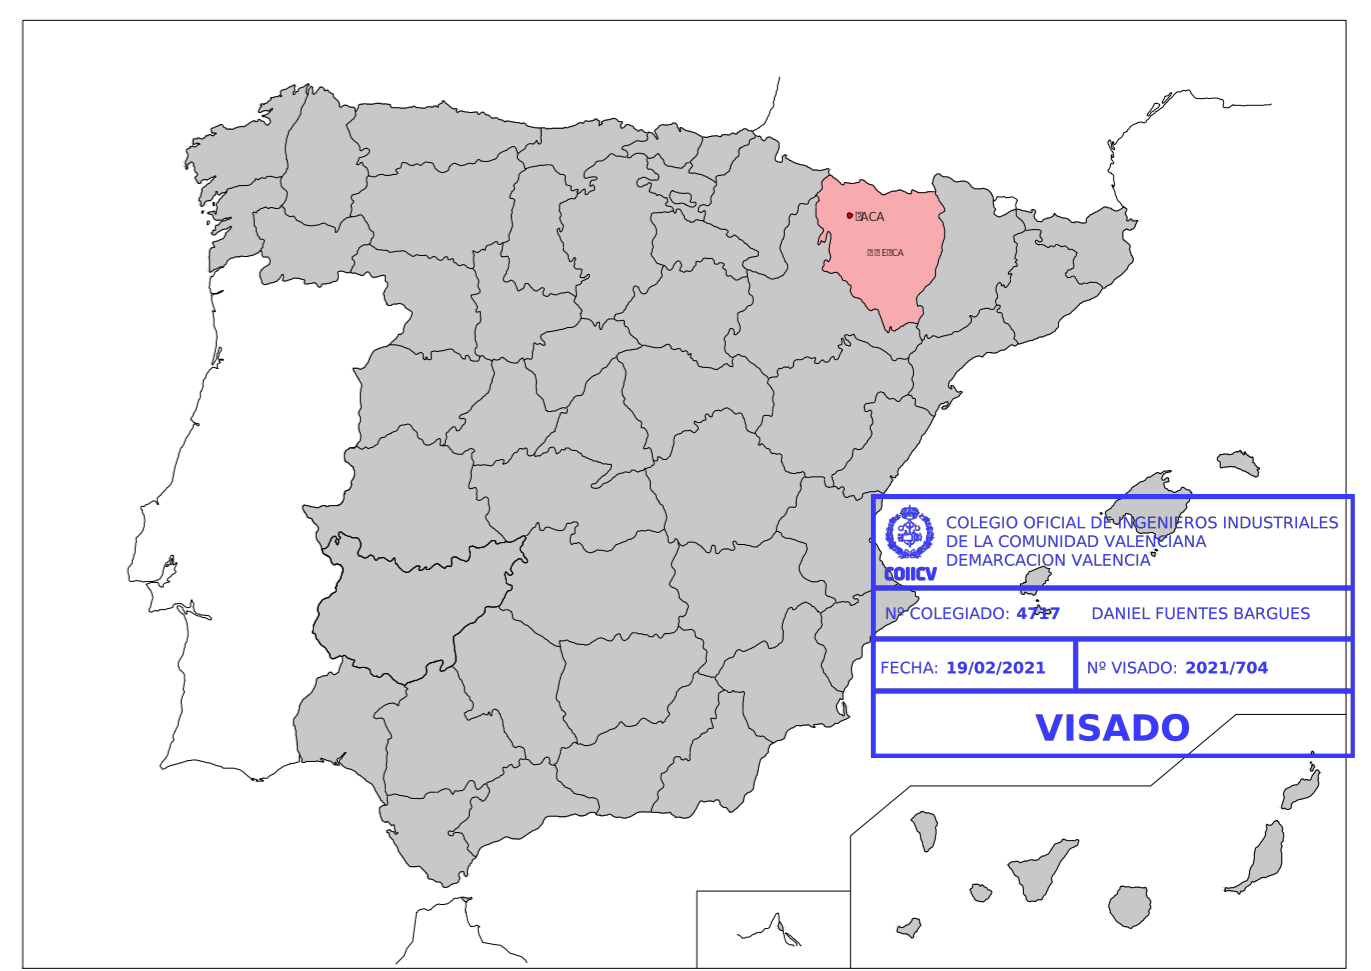 COLEGIO OFICIAL DE INGENIEROS INDUSTRIALES
DE LA COMUNIDAD VALENCIANA
DEMARCACION VALENCIA
COIICV
Nº COLEGIADO: 4717 DANIEL FUENTES BARGUES
FECHA: 19/02/2021 Nº VISADO: 2021/704
VISADO